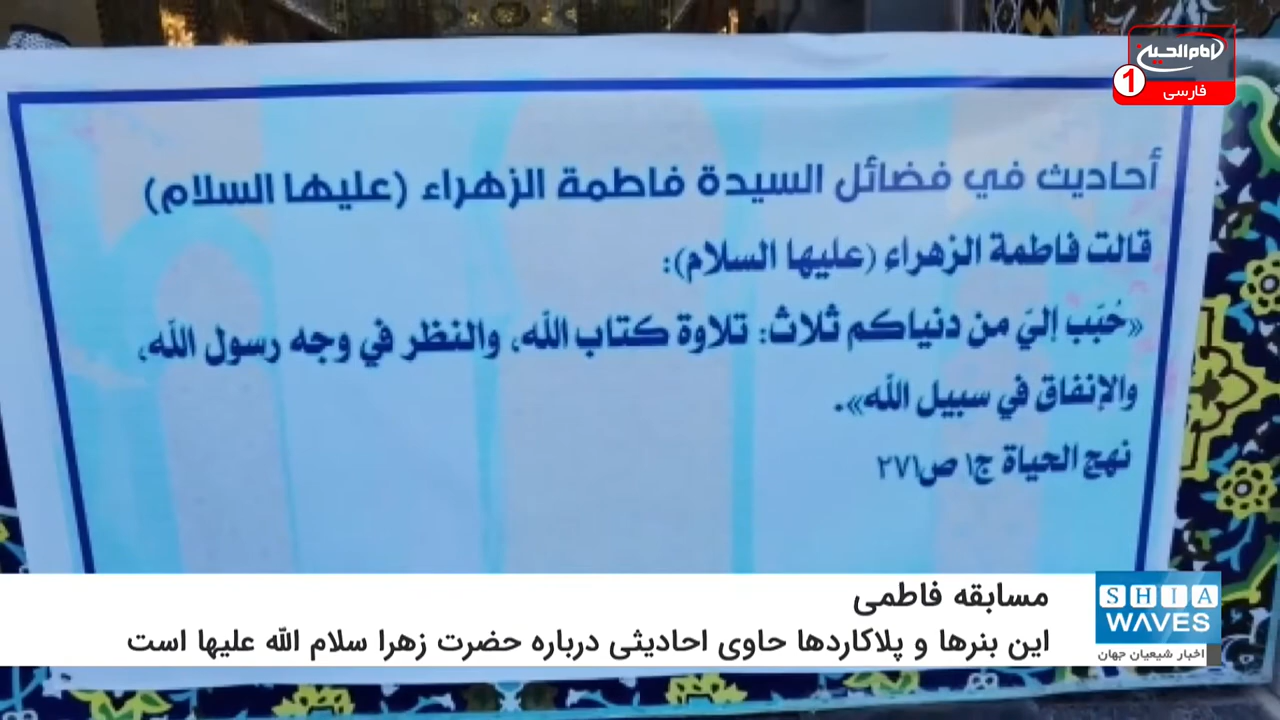 امام الحسین
1
فارسی
أحاديث في فضائل السيدة فاطمة الزهراء (عليها السلام)
قالت فاطمة الزهراء (عليها السلام):
«حُبّب إليّ من دنياكم ثلاث: تلاوة كتاب الله، والنظر في وجه رسول الله،
والإنفاق في سبيل الله».
نهج الحياة ج١ ص٢٧١
مسابقه فاطمی
این بنرها و پلاکاردها حاوی احادیثی درباره حضرت زهرا سلام الله علیها است
SHIA
WAVES
اخبار شیعیان جهان